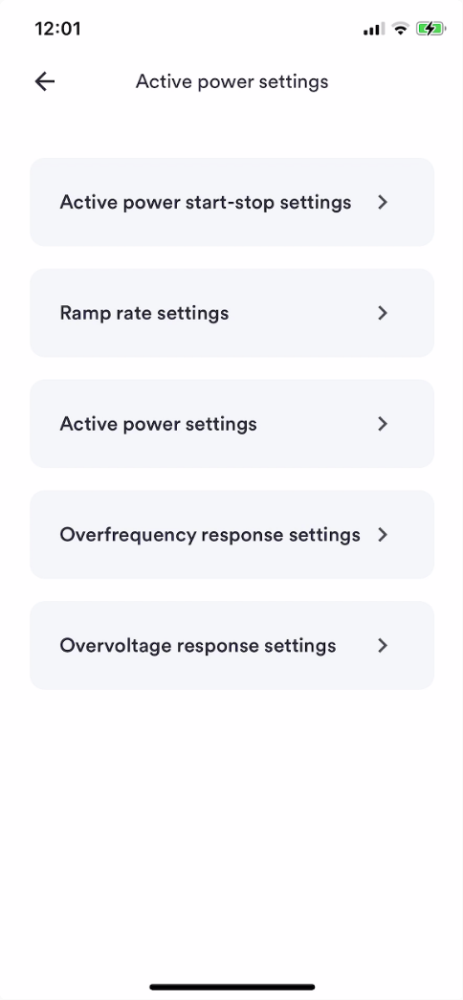 12:01
Active power settings
Active power start-stop settings
Ramp rate settings
Active power settings
Overfrequency response settings
Overvoltage response settings